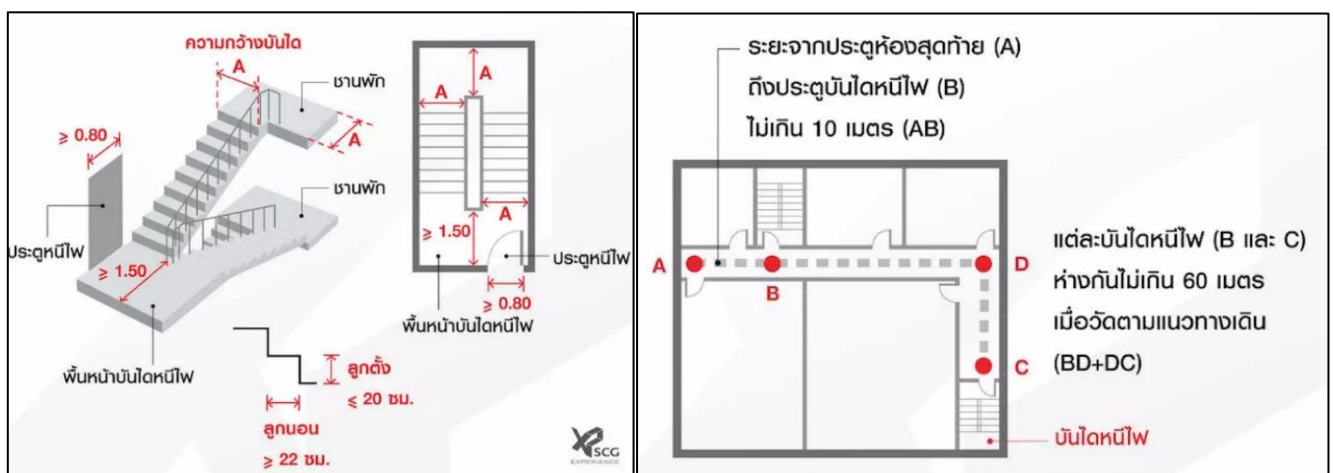 ความกว้างบันได
A
ชานพัก
A
≥ 0.80
ชานพัก
ประตูหนีไฟ
≥ 1.50
พื้นหน้าบันไดหนีไฟ
A
A
A
≥ 1.50
ประตูหนีไฟ
≥ 0.80
พื้นหน้าบันไดหนีไฟ
ลูกตั้ง
≤ 20 ซม.
ลูกนอน
≥ 22 ซม.
XP SCG
EXPERIENCE
ระยะจากประตูห้องสุดท้าย (A)
ถึงประตูบันไดหนีไฟ (B)
ไม่เกิน 10 เมตร (AB)
A
B
D
C
แต่ละบันไดหนีไฟ (B และ C)
ห่างกันไม่เกิน 60 เมตร
เมื่อวัดตามแนวทางเดิน
(BD+DC)
บันไดหนีไฟ